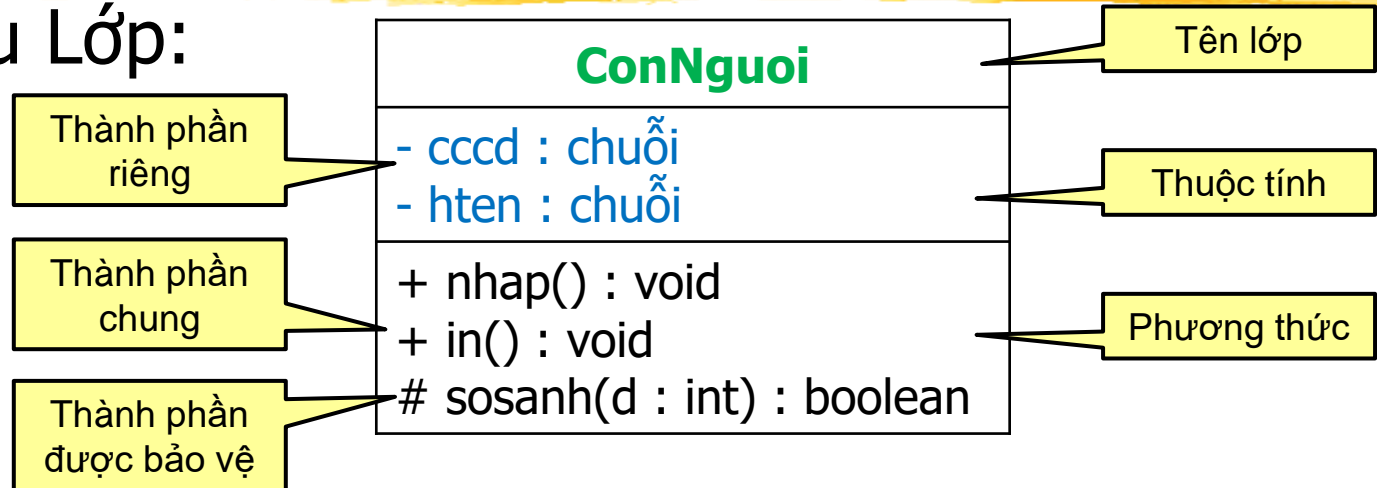 Lớp:
ConNguoi
Tên lớp
Thành phần
riêng
- cccd : chuỗi
- hten : chuỗi
Thuộc tính
Thành phần
chung
+ nhap() : void
+ in() : void
# sosanh(d : int) : boolean
Phương thức
Thành phần
được bảo vệ